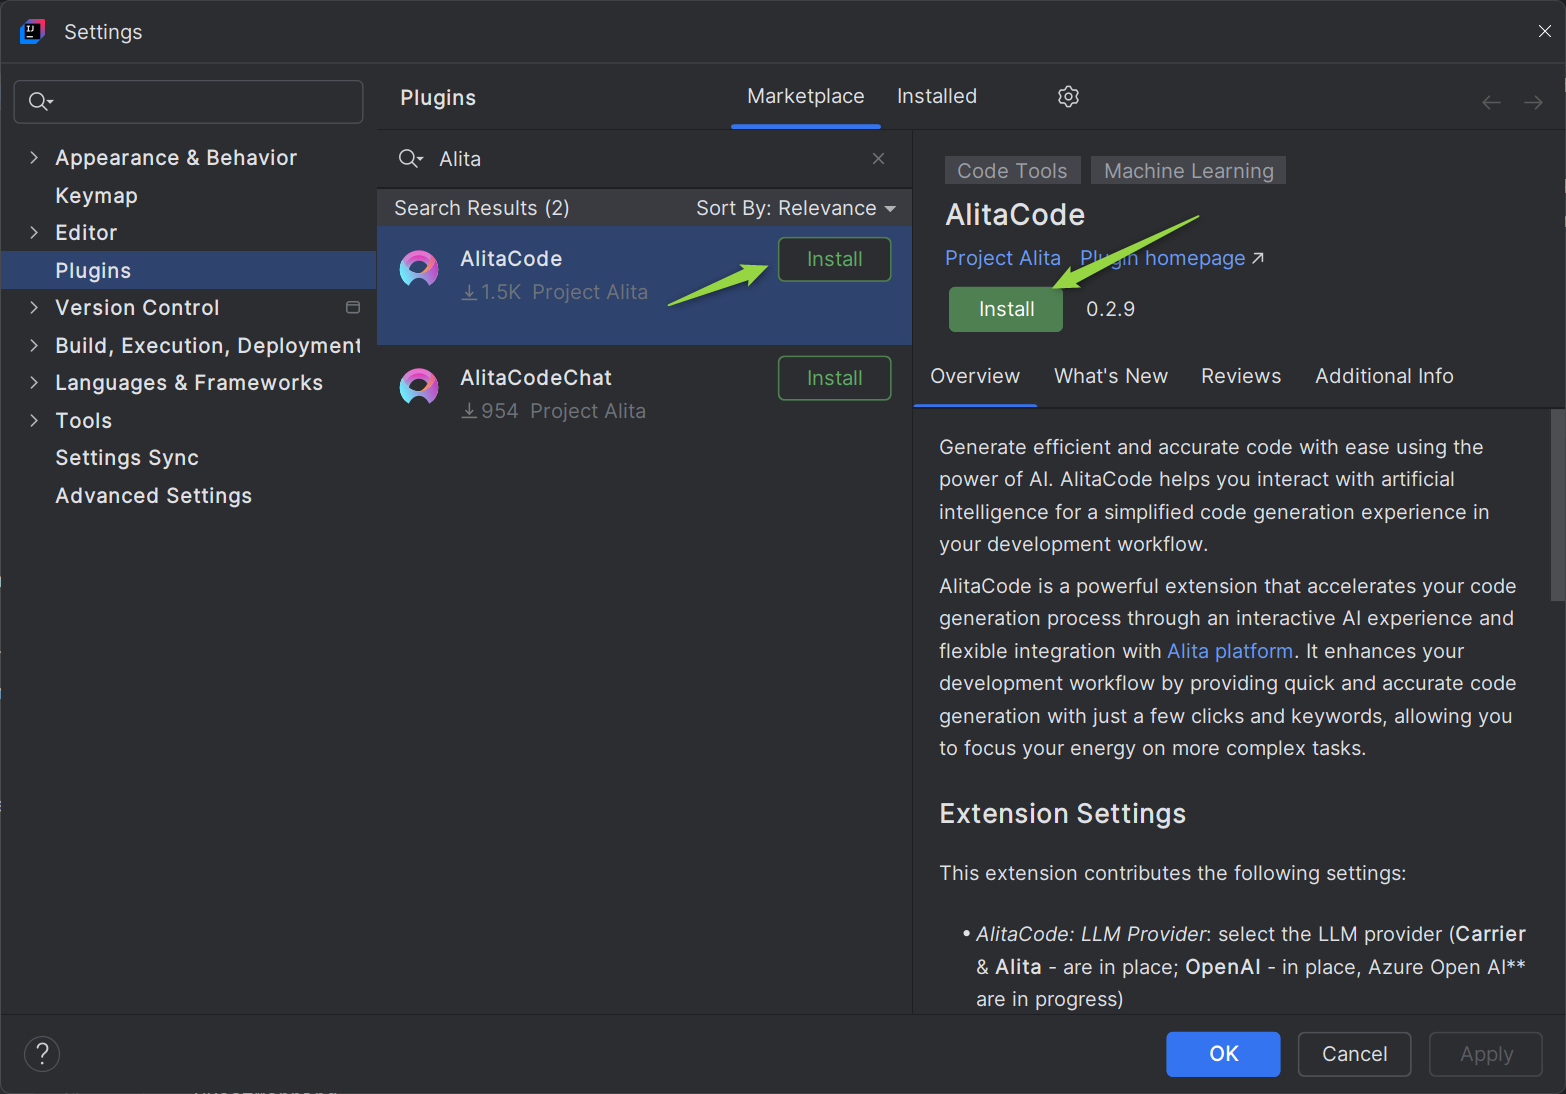 Settings
Appearance & Behavior
Keymap
Editor
Plugins
Version Control
Build, Execution, Deployment
Languages & Frameworks
Tools
Settings Sync
Advanced Settings
Plugins
Marketplace
Installed
Alita
Search Results (2)
Sort By: Relevance
AlitaCode
Install
1.5K Project Alita
AlitaCodeChat
Install
954 Project Alita
Code Tools
Machine Learning
AlitaCode
Project Alita
Plugin homepage
Install
0.2.9
Overview
What's New
Reviews
Additional Info
Generate efficient and accurate code with ease using the
power of AI. AlitaCode helps you interact with artificial
intelligence for a simplified code generation experience in
your development workflow.
AlitaCode is a powerful extension that accelerates your code
generation process through an interactive AI experience and
flexible integration with Alita platform. It enhances your
development workflow by providing quick and accurate code
generation with just a few clicks and keywords, allowing you
to focus your energy on more complex tasks.
Extension Settings
This extension contributes the following settings:
• AlitaCode: LLM Provider: select the LLM provider (Carrier
& Alita - are in place; OpenAI - in place, Azure Open AI**
are in progress)
?
OK
Cancel
Apply